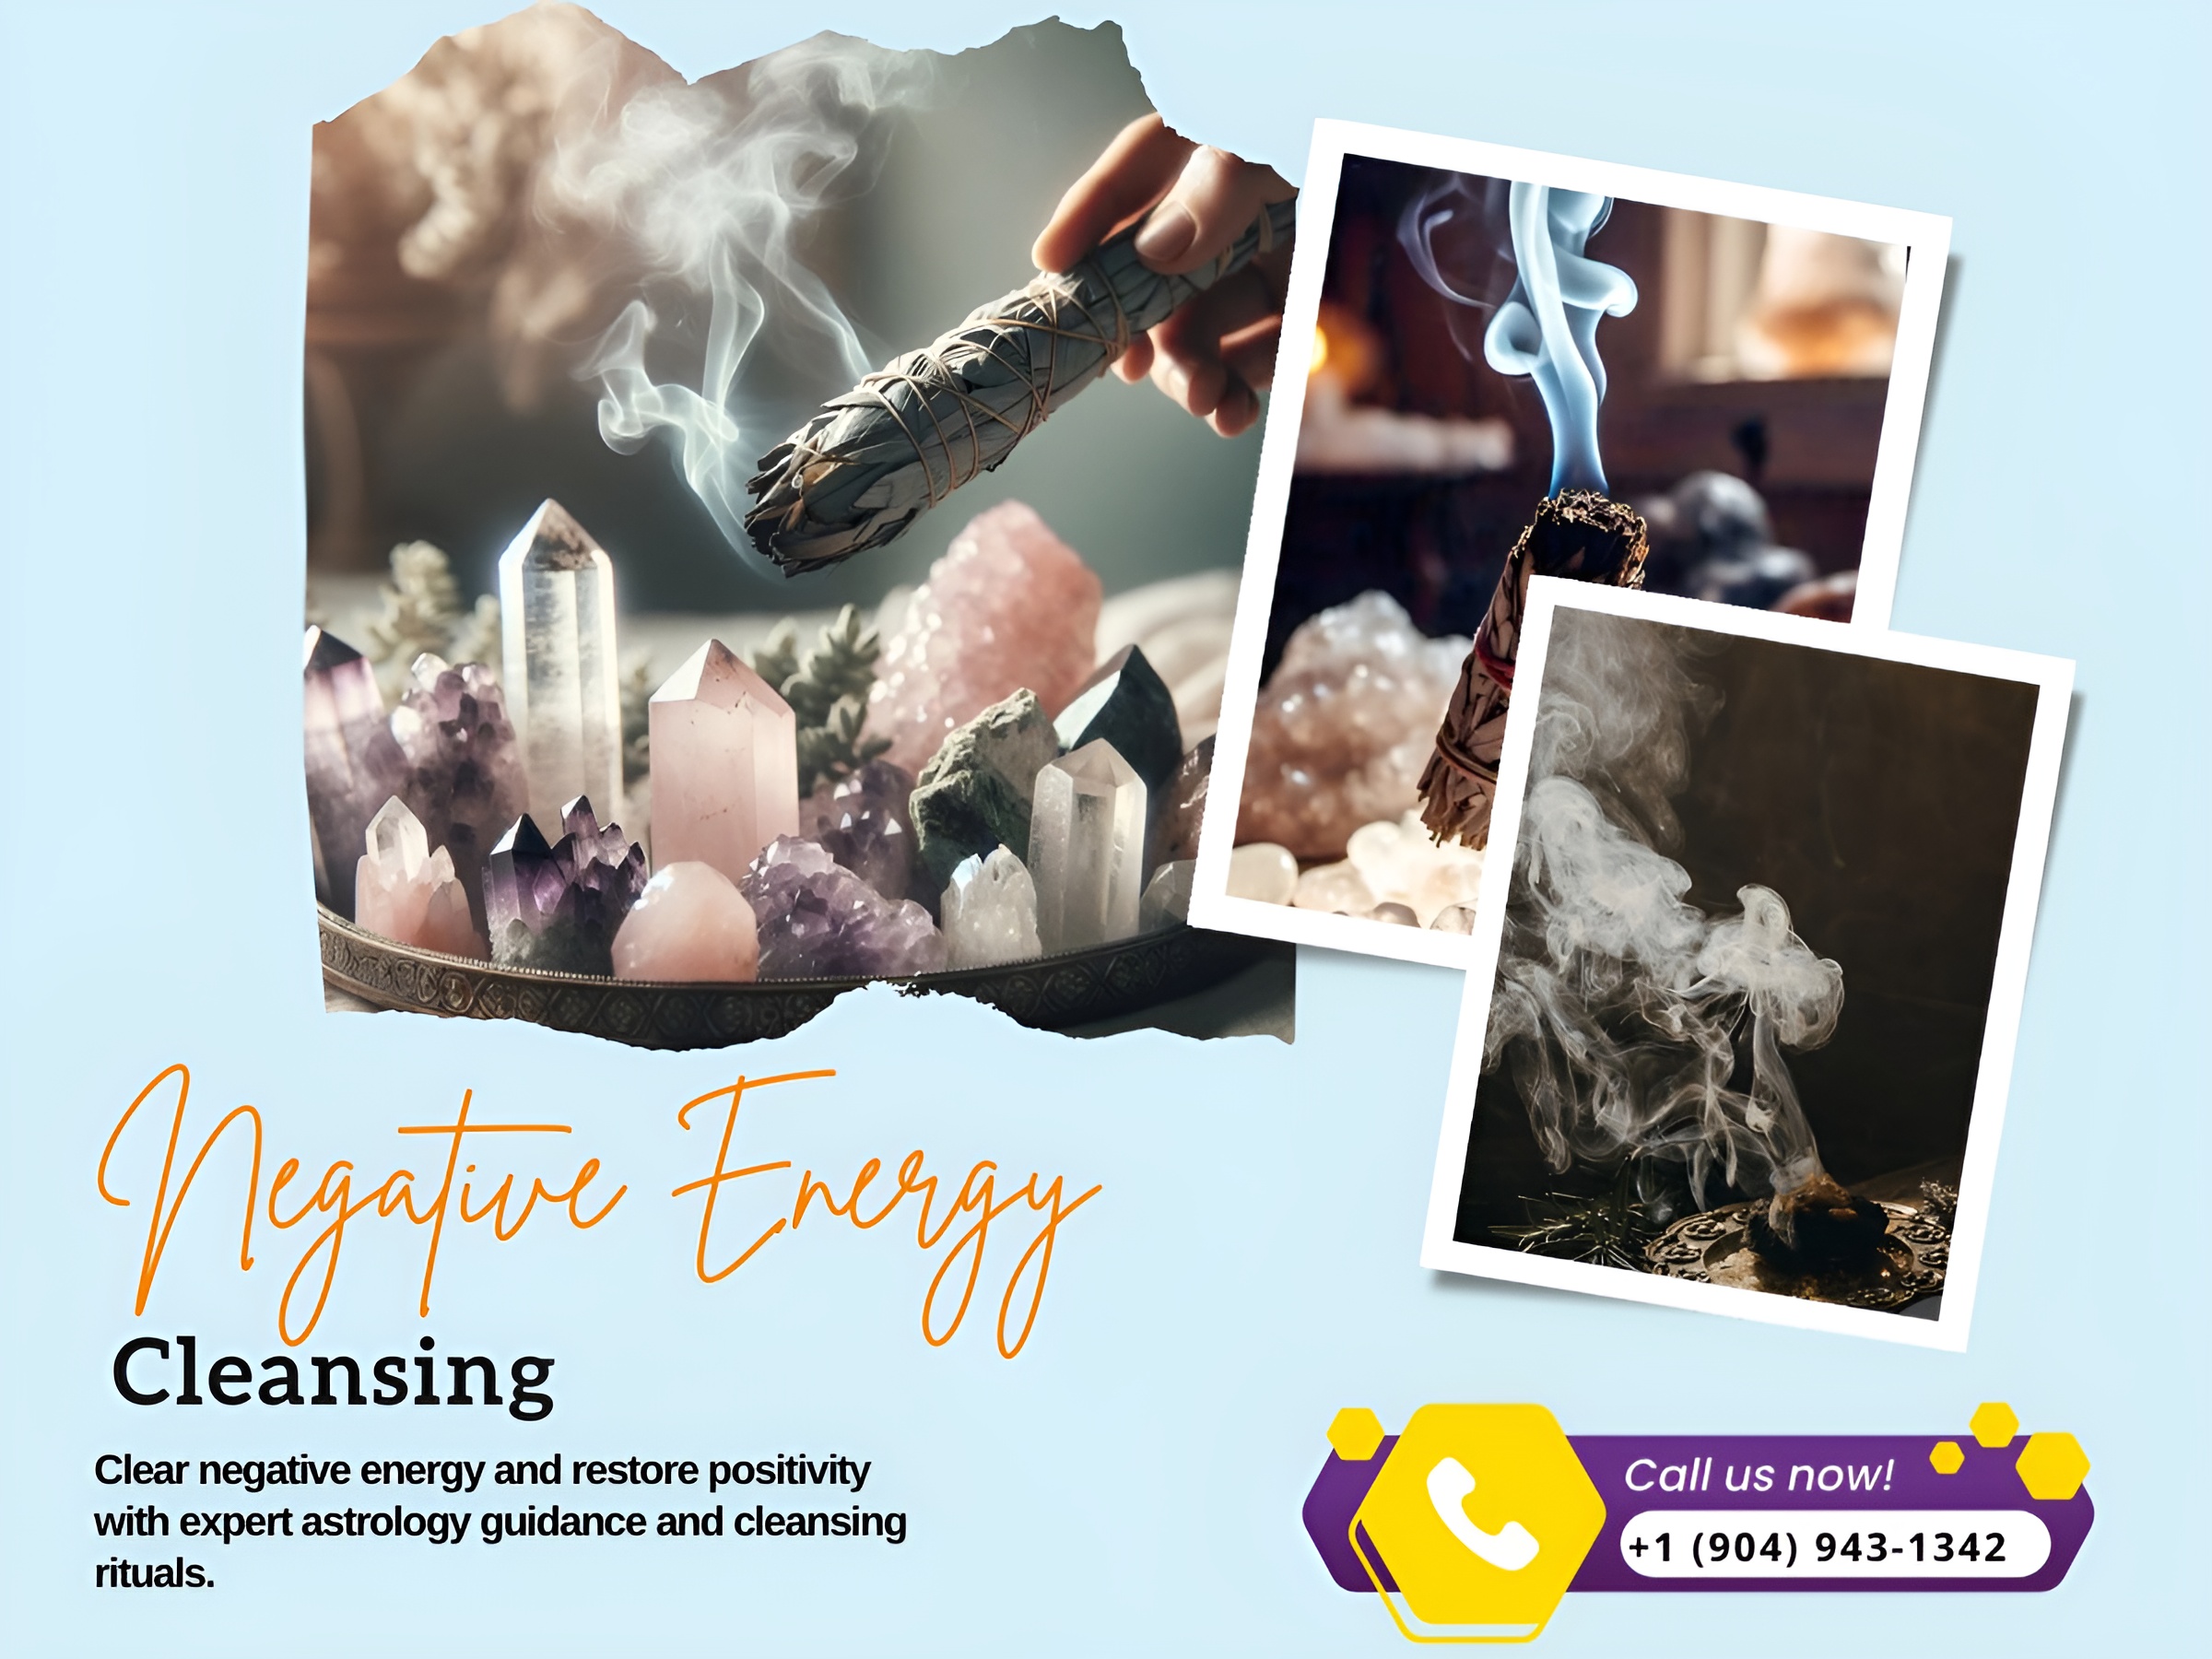 Negative Energy
Cleansing
Clear negative energy and restore positivity
with expert astrology guidance and cleansing
rituals.
Call us now!
+1 (904) 943-1342